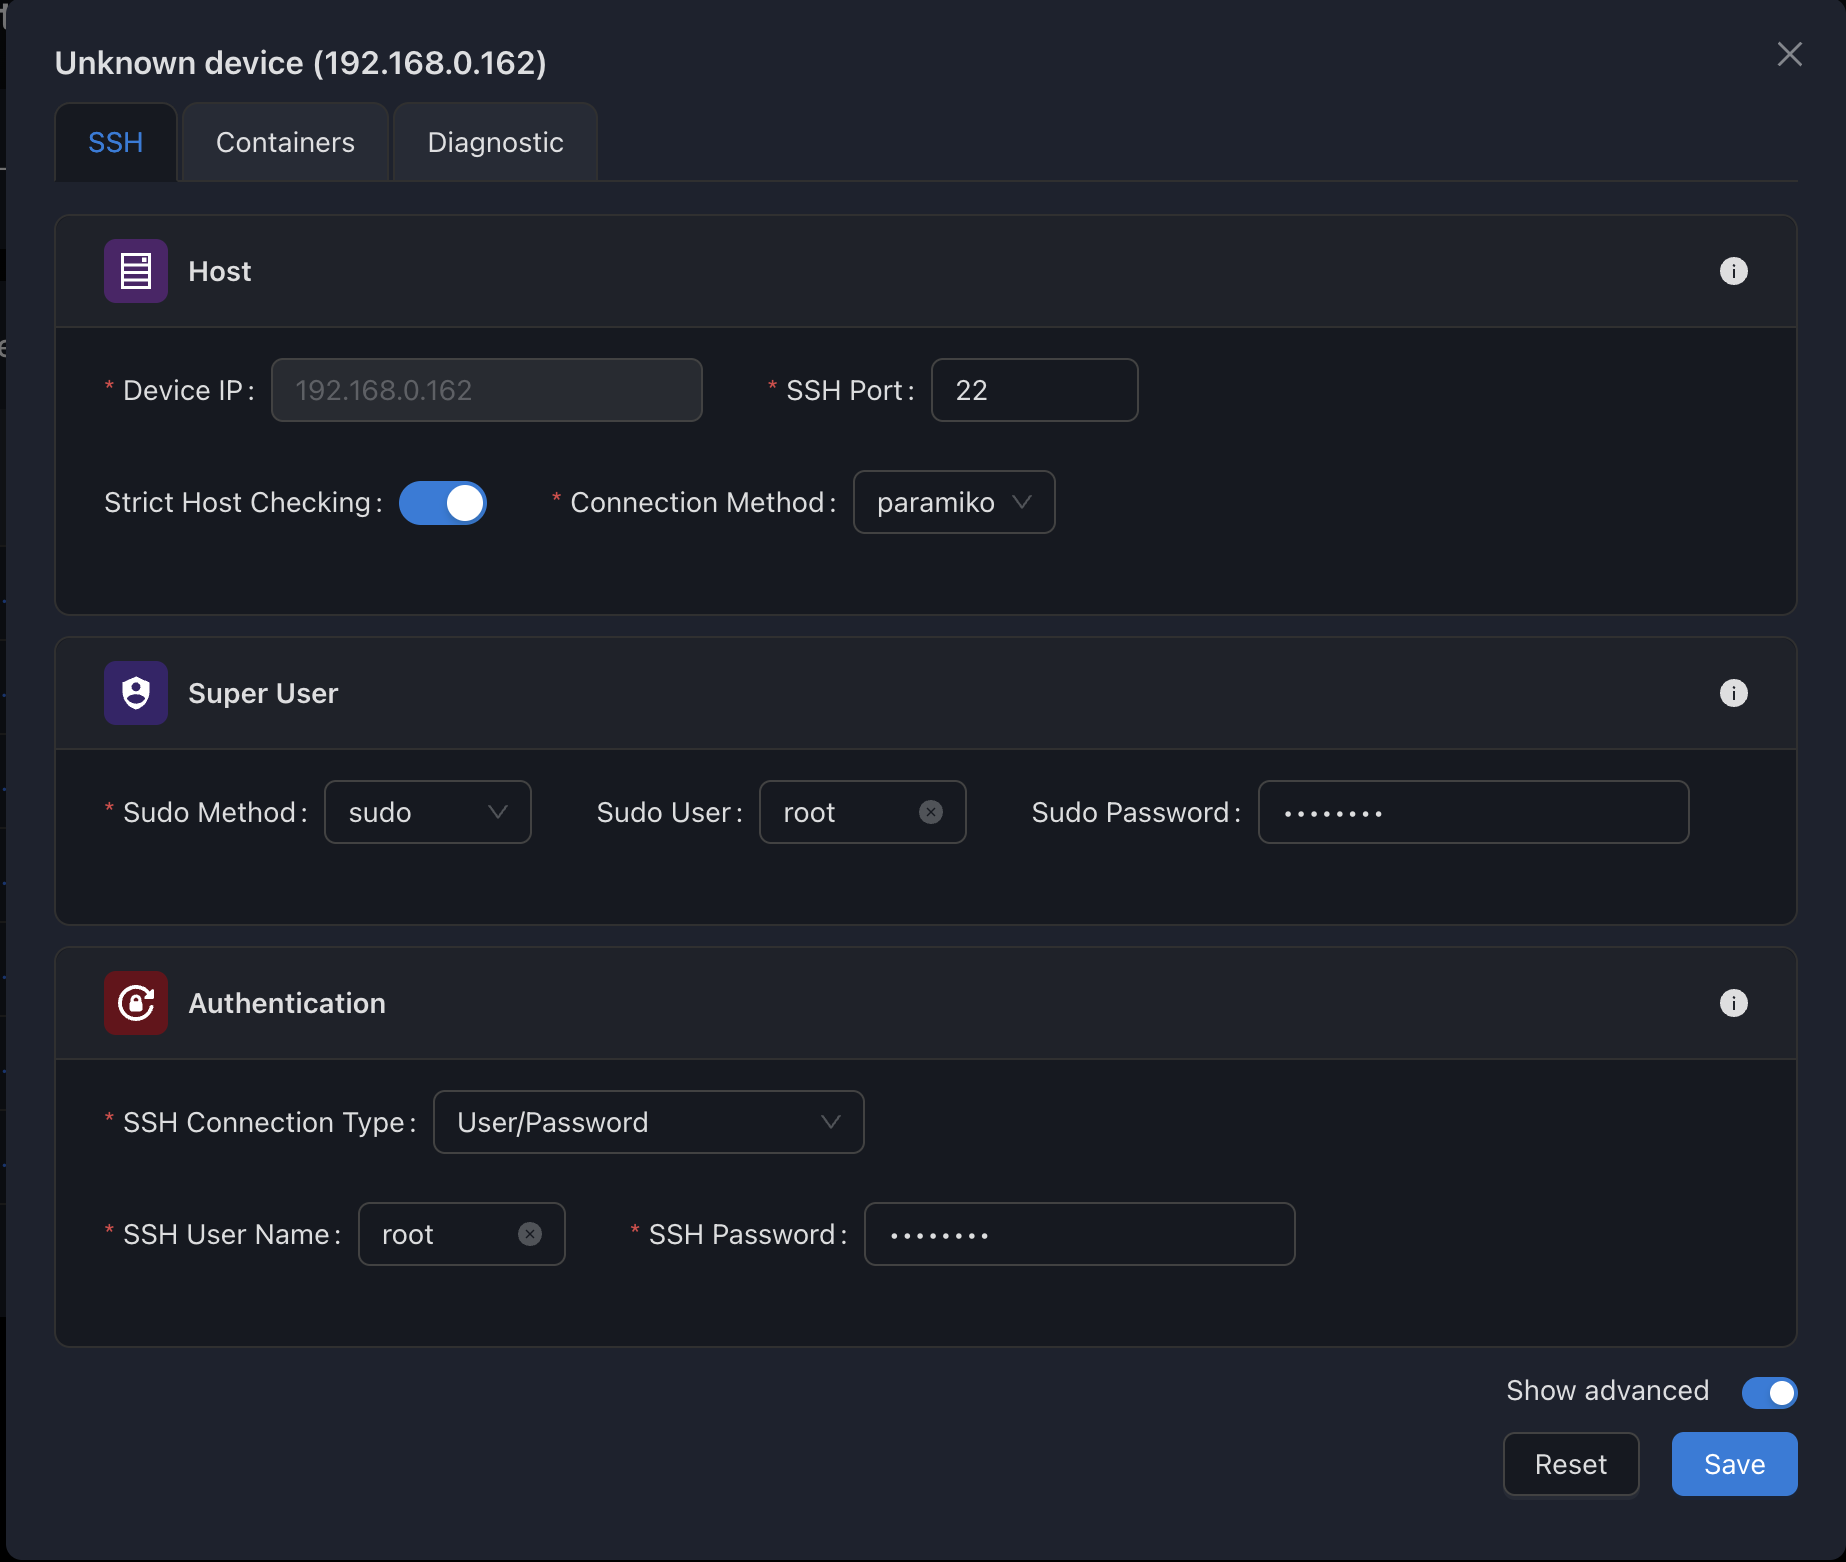 Unknown device (192.168.0.162)
SSH Containers Diagnostic
Host
* Device IP: 192.168.0.162 * SSH Port: 22
Strict Host Checking: * Connection Method: paramiko
Super User
* Sudo Method: sudo Sudo User: root Sudo Password: ••••••••
Authentication
* SSH Connection Type: User/Password
* SSH User Name: root * SSH Password: ••••••••
Show advanced
Reset Save